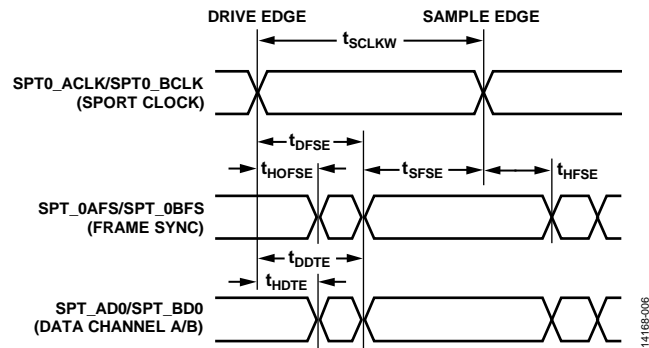 DRIVE EDGE
SAMPLE EDGE
tSCLKW
SPT0_ACLK/SPT0_BCLK
(SPORT CLOCK)
tDFSE
tHOFSE
tSFSE
tHFSE
SPT_0AFS/SPT_0BFS
(FRAME SYNC)
tDDTE
tHDTE
SPT_AD0/SPT_BD0
(DATA CHANNEL A/B)
14168-006